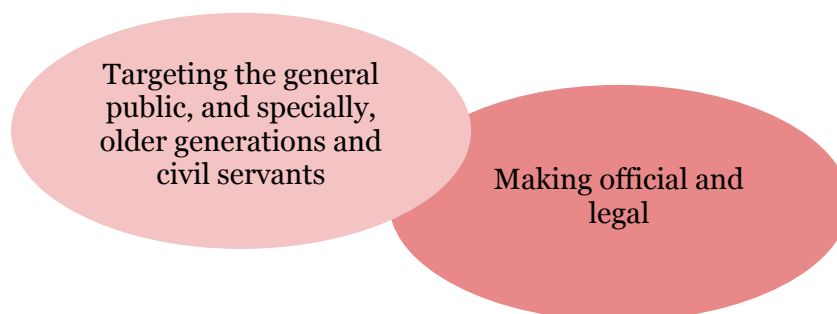 Targeting the general
public, and specially,
older generations and
civil servants
Making official and
legal